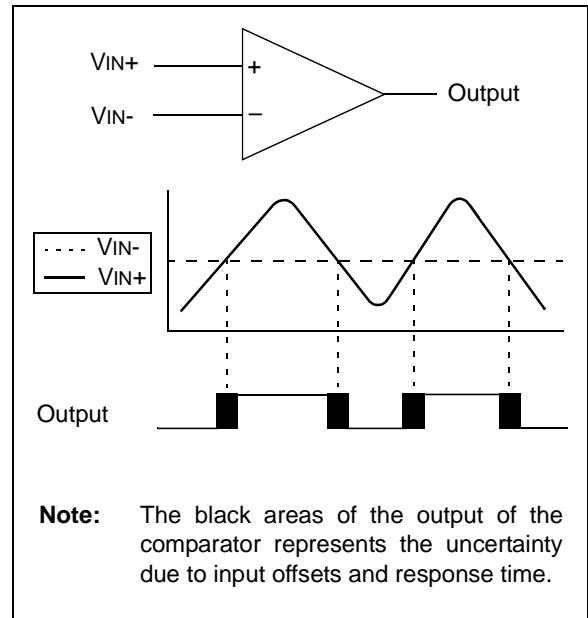 VIN+
+
Output
VIN-
–
VIN-
VIN+
Output
Note: The black areas of the output of the
comparator represents the uncertainty
due to input offsets and response time.